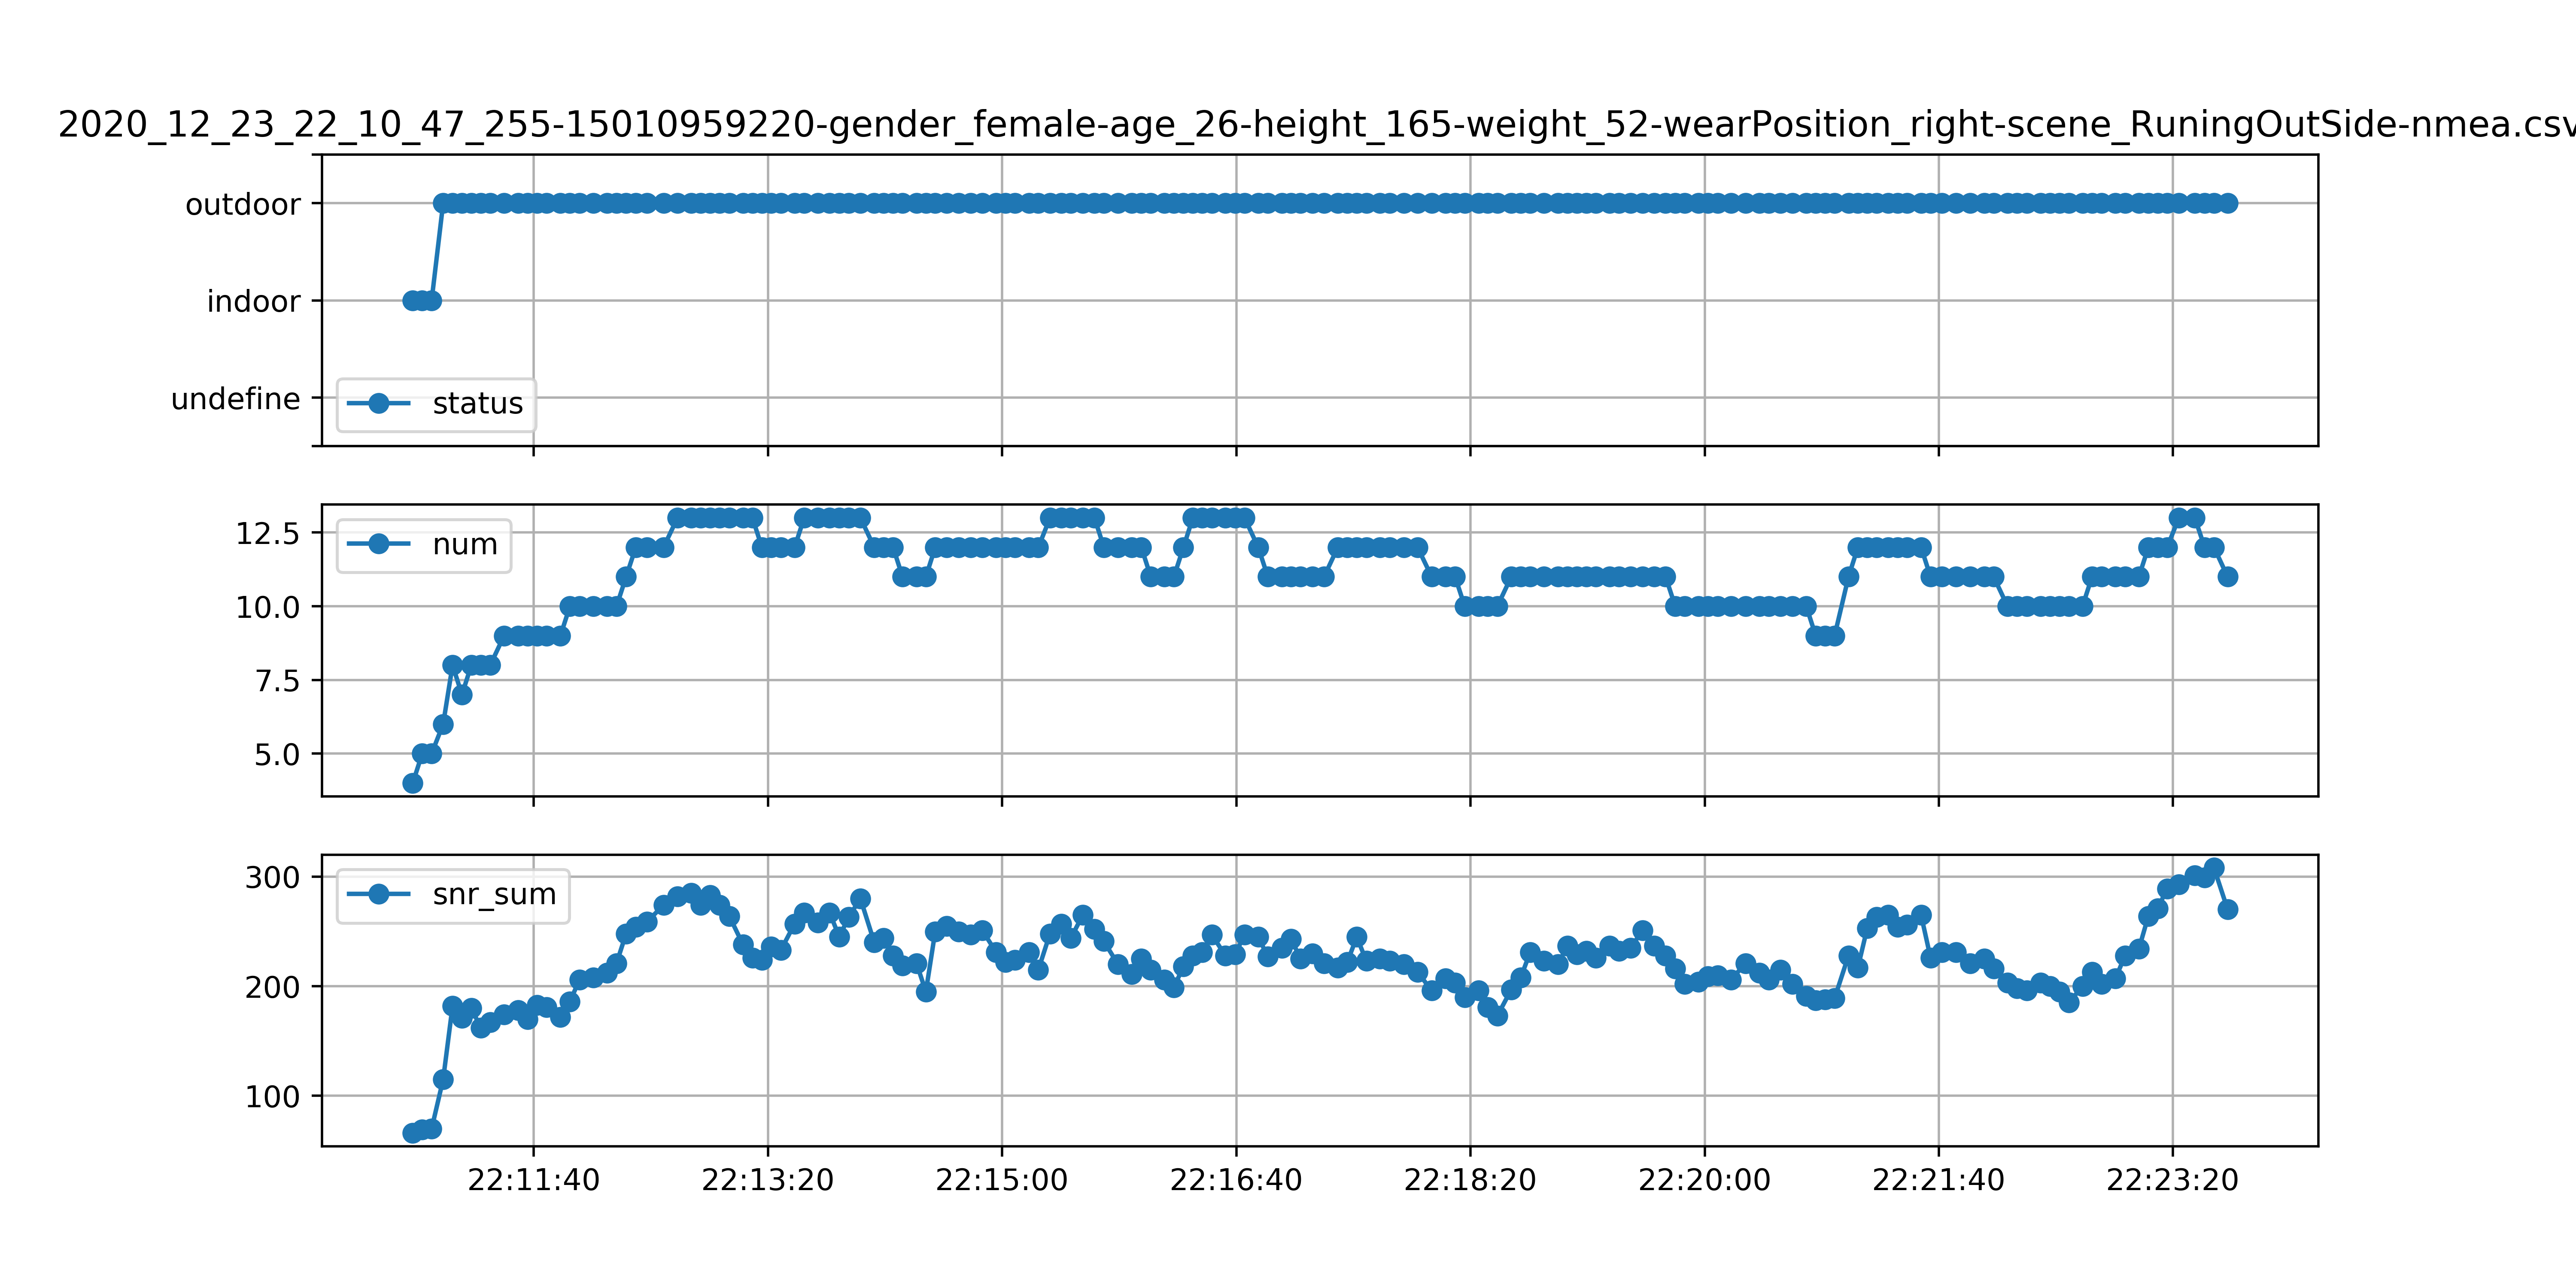 2020_12_23_22_10_47_255-15010959220-gender_female-age_26-height_165-weight_52-wearPosition_right-scene_RuningOutSide-nmea.csv
outdoor
indoor
undefine
status
12.5
10.0
7.5
5.0
num
300
200
100
snr_sum
22:11:40 22:13:20 22:15:00 22:16:40 22:18:20 22:20:00 22:21:40 22:23:20